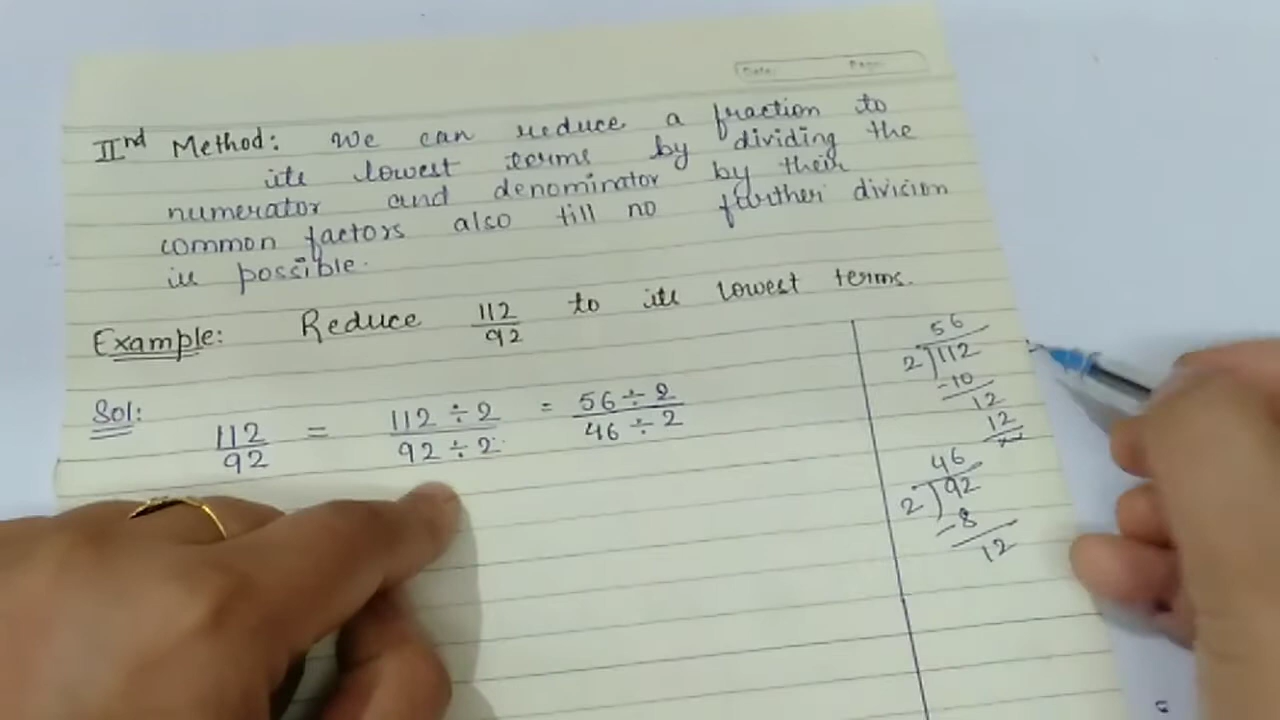 Date: Page:
IInd Method: We can reduce a fraction to
its lowest terms by dividing the
numerator and denominator by their
common factors also till no further division
is possible.
Example: Reduce 112/92 to its lowest terms.
Sol: 112/92 = 112 ÷ 2 / 92 ÷ 2 = 56 ÷ 2 / 46 ÷ 2
56
2)112
-10
12
12
×
46
2)92
-8
12